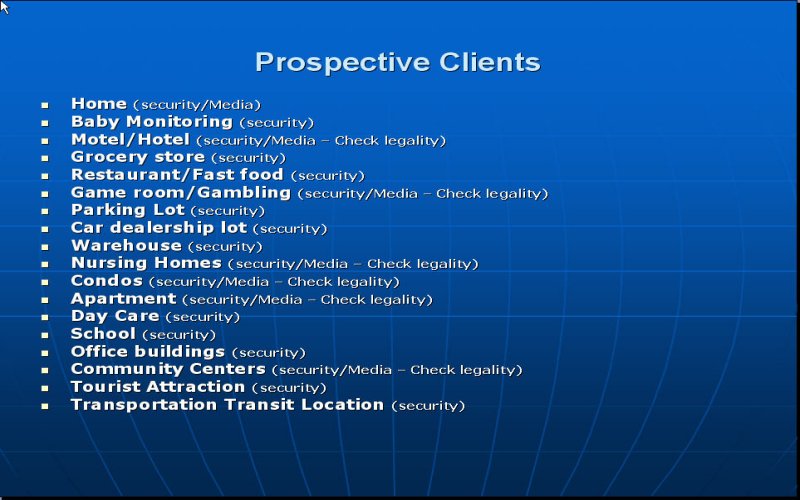 Prospective Clients
Home (security/Media)
Baby Monitoring (security)
Motel/Hotel (security/Media – Check legality)
Grocery store (security)
Restaurant/Fast food (security)
Game room/Gambling (security/Media – Check legality)
Parking Lot (security)
Car dealership lot (security)
Warehouse (security)
Nursing Homes (security/Media – Check legality)
Condos (security/Media – Check legality)
Apartment (security/Media – Check legality)
Day Care (security)
School (security)
Office buildings (security)
Community Centers (security/Media – Check legality)
Tourist Attraction (security)
Transportation Transit Location (security)